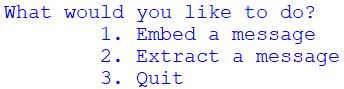 What would you like to do?
1. Embed a message
2. Extract a message
3. Quit